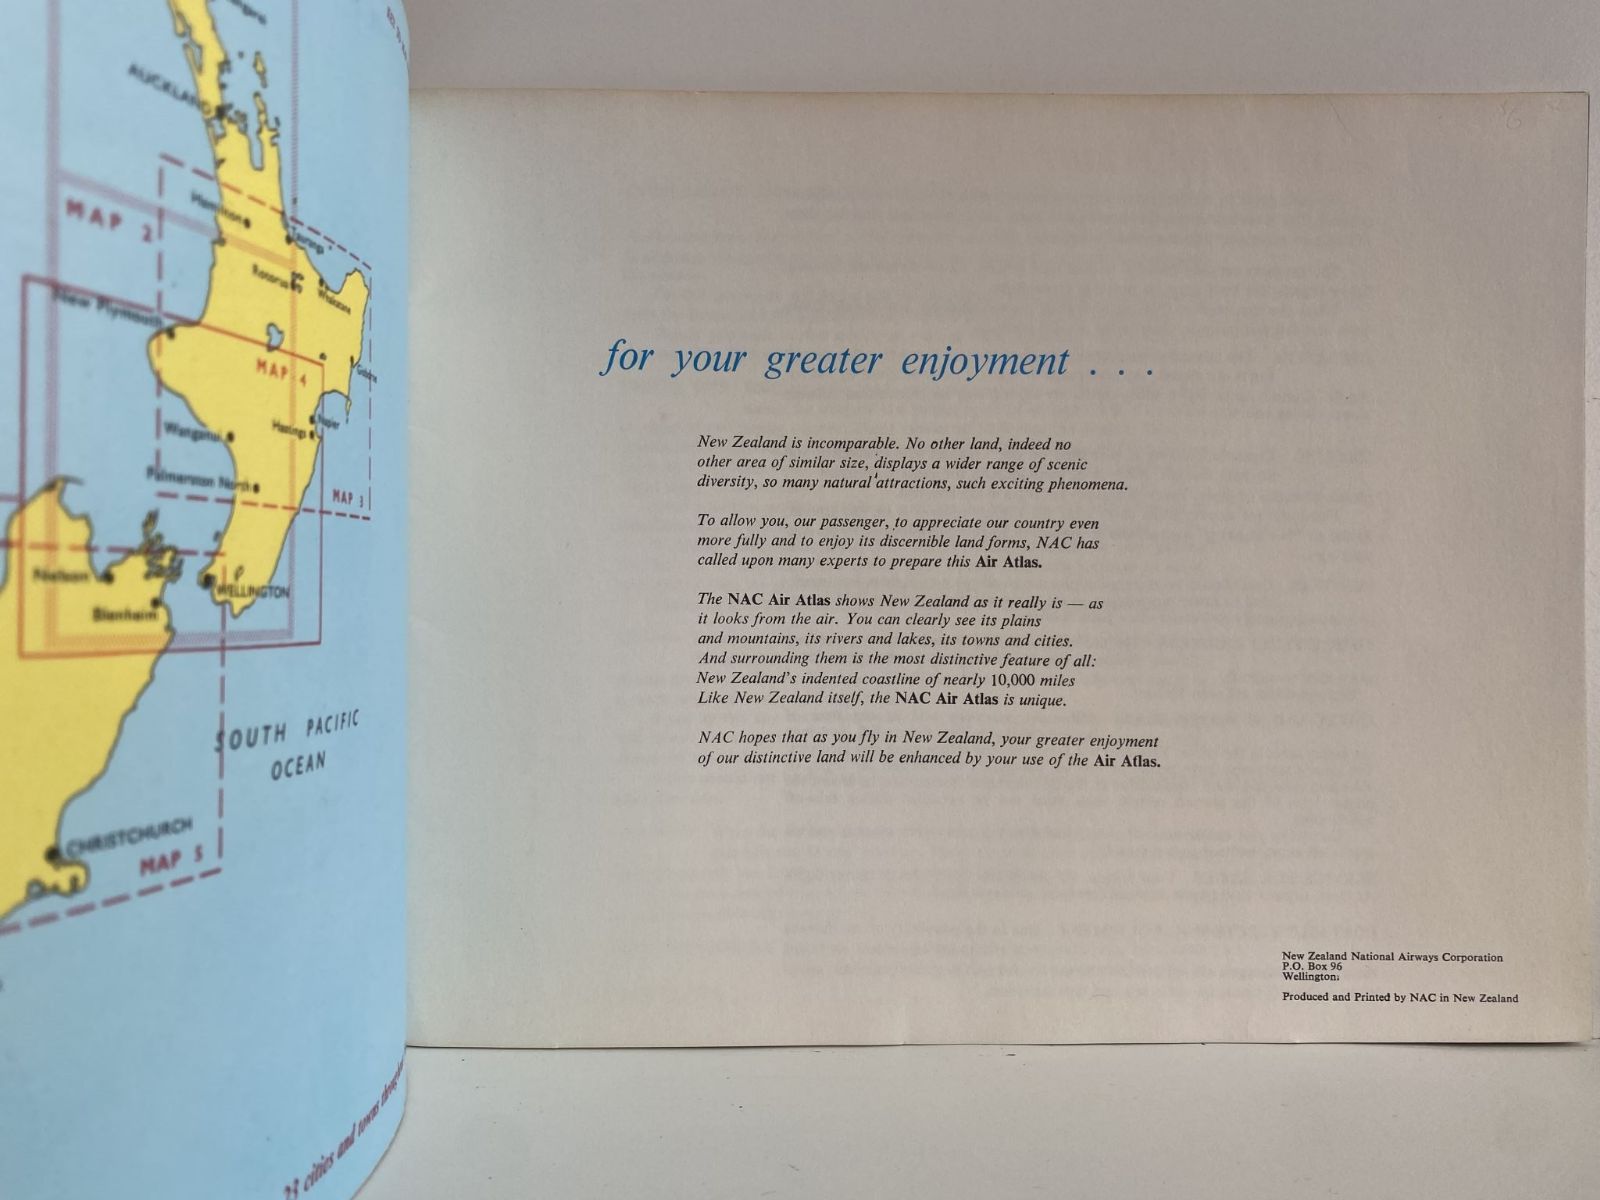 AUCKLAND
Hamilton
MAP 2
Tauranga
Rotorua
Whakatane
New Plymouth
MAP 4
Gisborne
Wanganui
Hastings
Napier
Palmerston North
MAP 3
Nelson
WELLINGTON
Blenheim
SOUTH PACIFIC
OCEAN
CHRISTCHURCH
MAP 5
23 cities and towns
for your greater enjoyment . . .
New Zealand is incomparable. No other land, indeed no
other area of similar size, displays a wider range of scenic
diversity, so many natural attractions, such exciting phenomena.
To allow you, our passenger, to appreciate our country even
more fully and to enjoy its discernible land forms, NAC has
called upon many experts to prepare this Air Atlas.
The NAC Air Atlas shows New Zealand as it really is — as
it looks from the air. You can clearly see its plains
and mountains, its rivers and lakes, its towns and cities.
And surrounding them is the most distinctive feature of all:
New Zealand's indented coastline of nearly 10,000 miles
Like New Zealand itself, the NAC Air Atlas is unique.
NAC hopes that as you fly in New Zealand, your greater enjoyment
of our distinctive land will be enhanced by your use of the Air Atlas.
New Zealand National Airways Corporation
P.O. Box 96
Wellington.
Produced and Printed by NAC in New Zealand